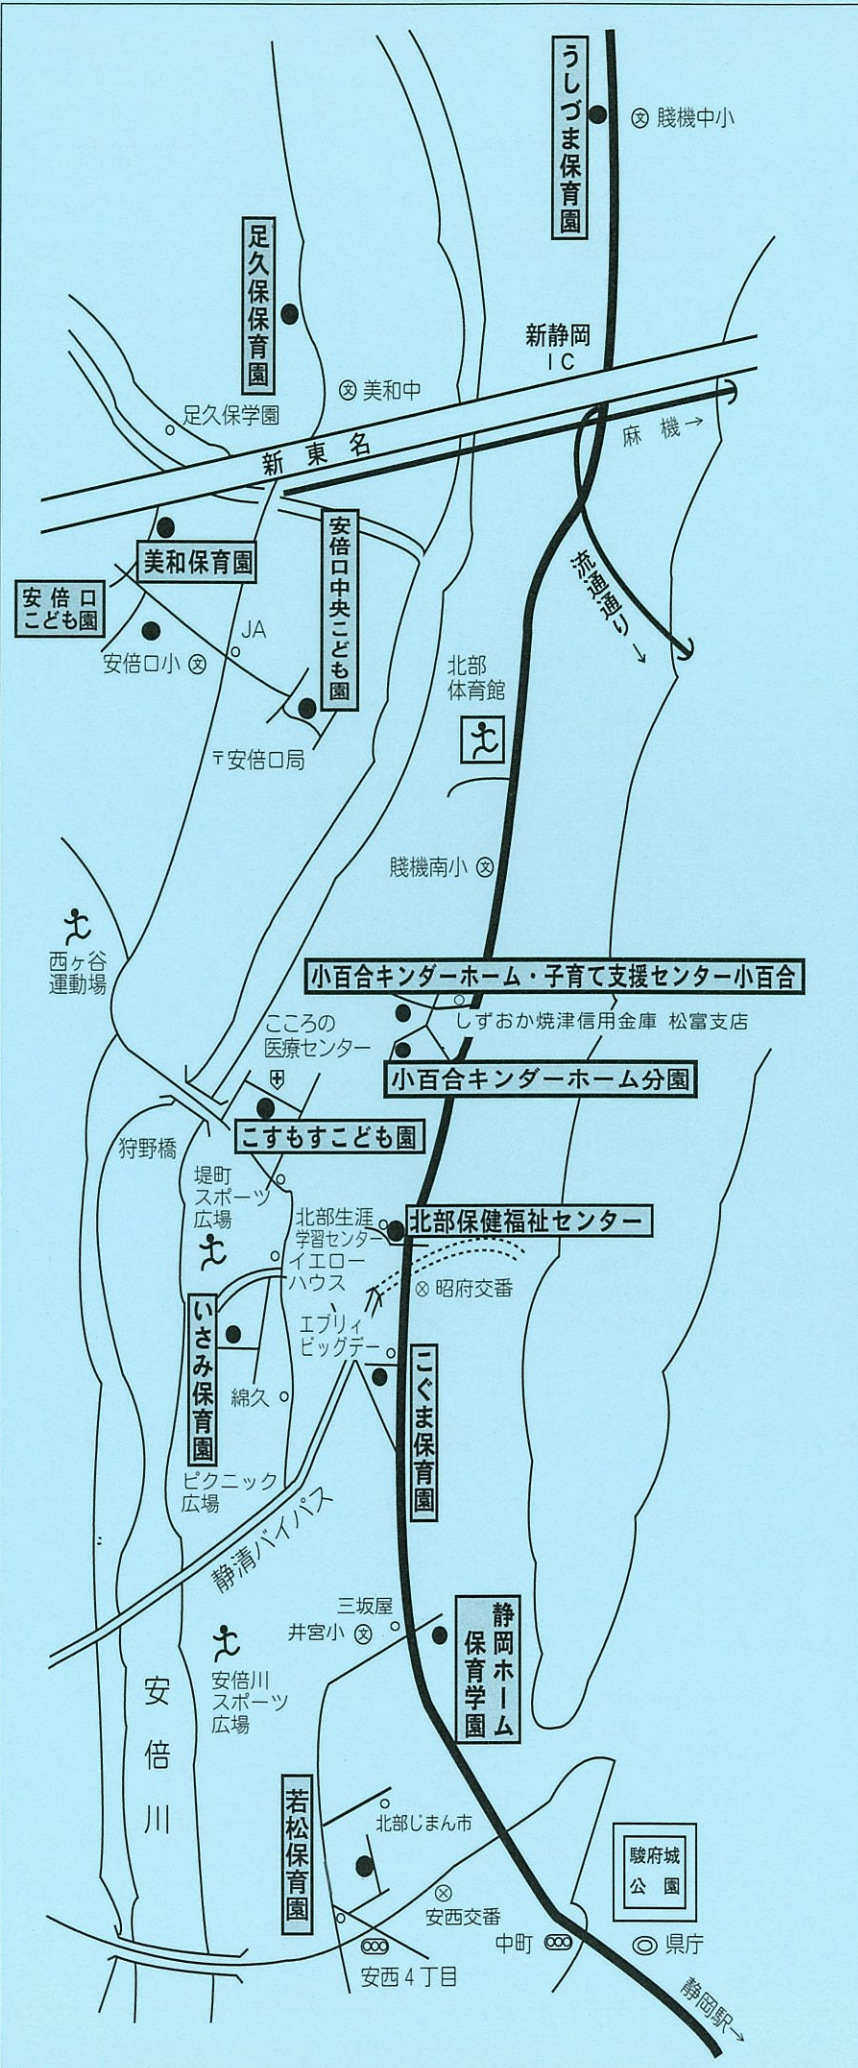 うしづま保育園
㊛賤機中小
足久保保育園
新静岡
IC
美和中
足久保学園
新東名
麻機→
安倍口中央こども園
美和保育園
安倍口
こども園
流通通り→
JA
安倍口小
北部
体育館
〒安倍口局
賤機南小
西ヶ谷
運動場
小百合キンダーホーム・子育て支援センター小百合
しずおか焼津信用金庫 松富支店
こころの
医療センター
小百合キンダーホーム分園
こすもすこども園
狩野橋
堤町
スポーツ
広場
北部生涯
学習センター
北部保健福祉センター
イエロー
ハウス
昭府交番
いさみ保育園
エブリィ
ビッグデー
こぐま保育園
綿久
ピクニック
広場
静清バイパス
三坂屋
井宮小
静岡ホーム
保育学園
安倍川
スポーツ
広場
安倍川
若松保育園
北部じまん市
駿府城
公園
安西交番
中町
県庁
安西4丁目
静岡駅→